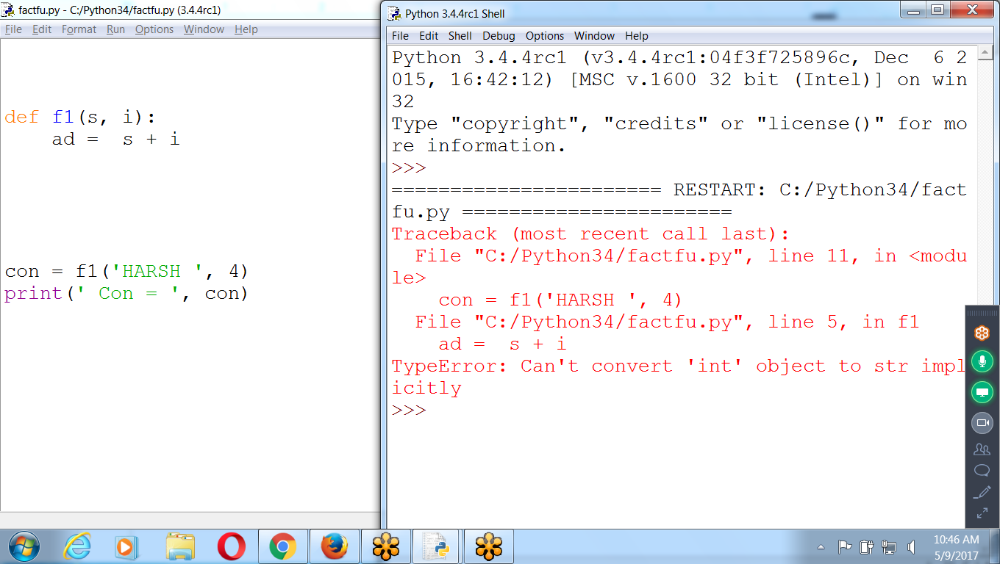 factfu.py - C:/Python34/factfu.py (3.4.4rc1)
File Edit Format Run Options Window Help
def f1(s, i):
    ad =  s + i
con = f1('HARSH ', 4)
print(' Con = ', con)
Python 3.4.4rc1 Shell
File Edit Shell Debug Options Window Help
Python 3.4.4rc1 (v3.4.4rc1:04f3f725896c, Dec  6 2
015, 16:42:12) [MSC v.1600 32 bit (Intel)] on win
32
Type "copyright", "credits" or "license()" for mo
re information.
>>>
======================= RESTART: C:/Python34/fact
fu.py =======================
Traceback (most recent call last):
  File "C:/Python34/factfu.py", line 11, in <modu
le>
    con = f1('HARSH ', 4)
  File "C:/Python34/factfu.py", line 5, in f1
    ad =  s + i
TypeError: Can't convert 'int' object to str impl
icitly
>>>
10:46 AM
5/9/2017